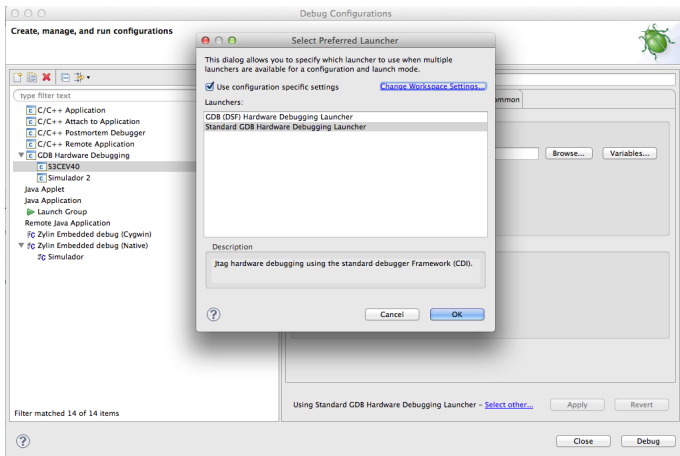 Debug Configurations
Create, manage, and run configurations
Select Preferred Launcher
This dialog allows you to specify which launcher to use when multiple
launchers are available for a configuration and launch mode.
Use configuration specific settings
Change Workspace Settings...
Launchers:
GDB (DSF) Hardware Debugging Launcher
Standard GDB Hardware Debugging Launcher
Description
Jtag hardware debugging using the standard debugger Framework (CDI).
?
Cancel
OK
type filter text
C/C++ Application
C/C++ Attach to Application
C/C++ Postmortem Debugger
C/C++ Remote Application
GDB Hardware Debugging
S3CEV40
Simulador 2
Java Applet
Java Application
Launch Group
Remote Java Application
Zylin Embedded debug (Cygwin)
Zylin Embedded debug (Native)
Simulador
Filter matched 14 of 14 items
ommon
Browse...
Variables...
Using Standard GDB Hardware Debugging Launcher - Select other...
Apply
Revert
?
Close
Debug